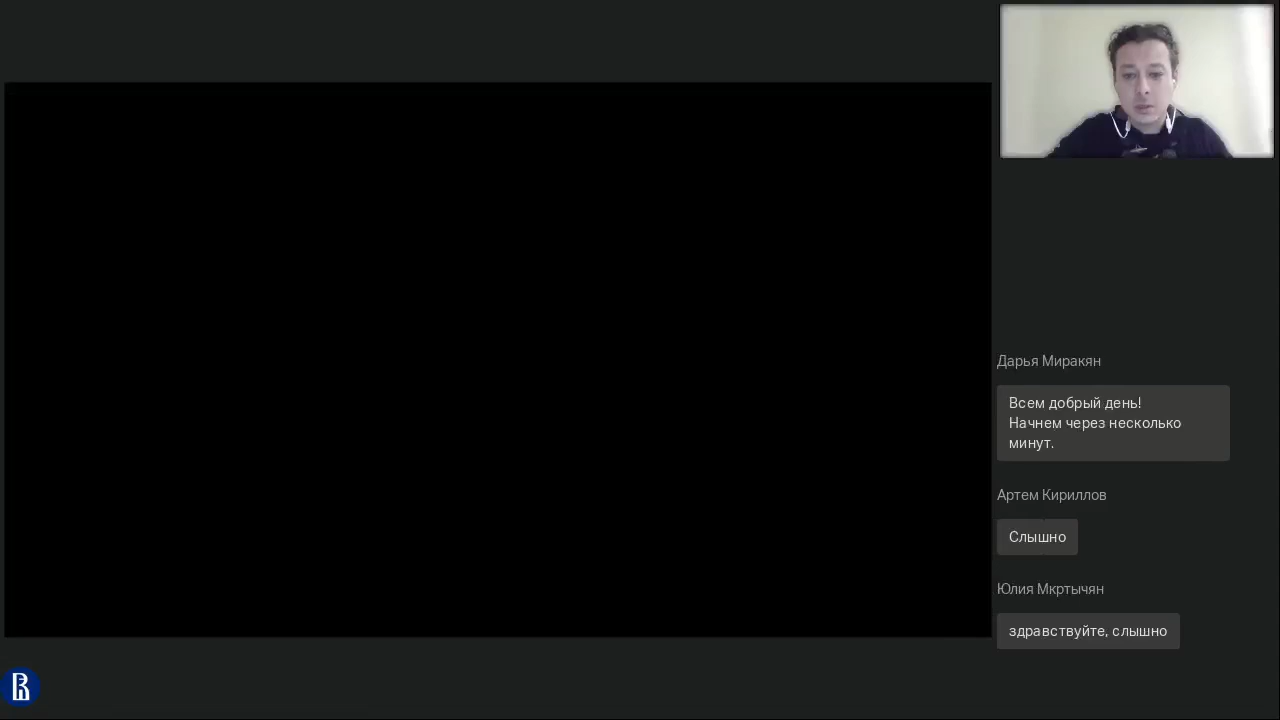 Дарья Миракян
Всем добрый день!
Начнем через несколько
минут.
Артем Кириллов
Слышно
Юлия Мкртычян
здравствуйте, слышно